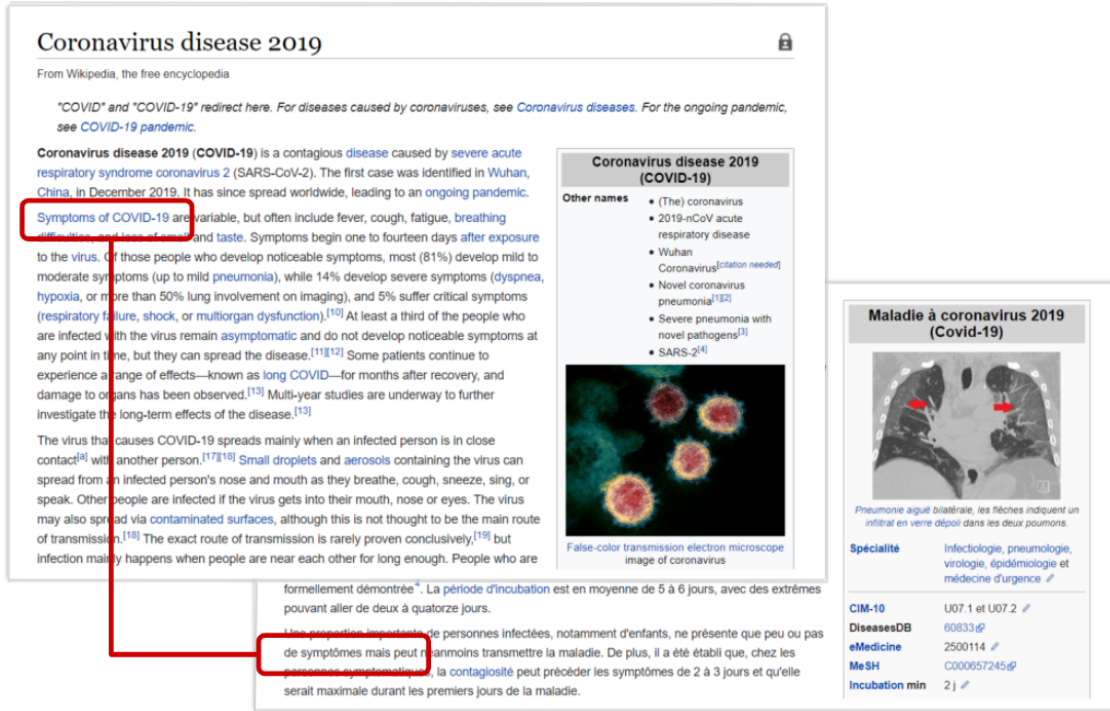 Coronavirus disease 2019
From Wikipedia, the free encyclopedia
"COVID" and "COVID-19" redirect here. For diseases caused by coronaviruses, see Coronavirus diseases. For the ongoing pandemic,
see COVID-19 pandemic.
Coronavirus disease 2019 (COVID-19) is a contagious disease caused by severe acute
respiratory syndrome coronavirus 2 (SARS-CoV-2). The first case was identified in Wuhan,
China, in December 2019. It has since spread worldwide, leading to an ongoing pandemic.
Symptoms of COVID-19 are variable, but often include fever, cough, fatigue, breathing
difficulties, and loss of smell and taste. Symptoms begin one to fourteen days after exposure
to the virus. Of those people who develop noticeable symptoms, most (81%) develop mild to
moderate symptoms (up to mild pneumonia), while 14% develop severe symptoms (dyspnea,
hypoxia, or more than 50% lung involvement on imaging), and 5% suffer critical symptoms
(respiratory failure, shock, or multiorgan dysfunction).[10] At least a third of the people who
are infected with the virus remain asymptomatic and do not develop noticeable symptoms at
any point in time, but they can spread the disease.[11][12] Some patients continue to
experience a range of effects—known as long COVID—for months after recovery, and
damage to organs has been observed.[13] Multi-year studies are underway to further
investigate the long-term effects of the disease.[13]
The virus that causes COVID-19 spreads mainly when an infected person is in close
contact[a] with another person.[17][18] Small droplets and aerosols containing the virus can
spread from an infected person's nose and mouth as they breathe, cough, sneeze, sing, or
speak. Other people are infected if the virus gets into their mouth, nose or eyes. The virus
may also spread via contaminated surfaces, although this is not thought to be the main route
of transmission.[18] The exact route of transmission is rarely proven conclusively,[19] but
infection mainly happens when people are near each other for long enough. People who are
Coronavirus disease 2019
(COVID-19)
Other names
• (The) coronavirus
• 2019-nCoV acute
respiratory disease
• Wuhan
Coronavirus[citation needed]
• Novel coronavirus
pneumonia[1][2]
• Severe pneumonia with
novel pathogens[3]
• SARS-2[4]
False-color transmission electron microscope
image of coronavirus
formellement démontrée4. La période d'incubation est en moyenne de 5 à 6 jours, avec des extrêmes
pouvant aller de deux à quatorze jours.
Une proportion importante de personnes infectées, notamment d'enfants, ne présente que peu ou pas
de symptômes mais peut néanmoins transmettre la maladie. De plus, il a été établi que, chez les
personnes symptomatiques, la contagiosité peut précéder les symptômes de 2 à 3 jours et qu'elle
serait maximale durant les premiers jours de la maladie.
Maladie à coronavirus 2019
(Covid-19)
Pneumonie aiguë bilatérale, les flèches indiquent un
infiltrat en verre dépoli dans les deux poumons.
Spécialité Infectiologie, pneumologie,
virologie, épidémiologie et
médecine d'urgence
CIM-10 U07.1 et U07.2
DiseasesDB 60833
eMedicine 2500114
MeSH C000657245
Incubation min 2 j